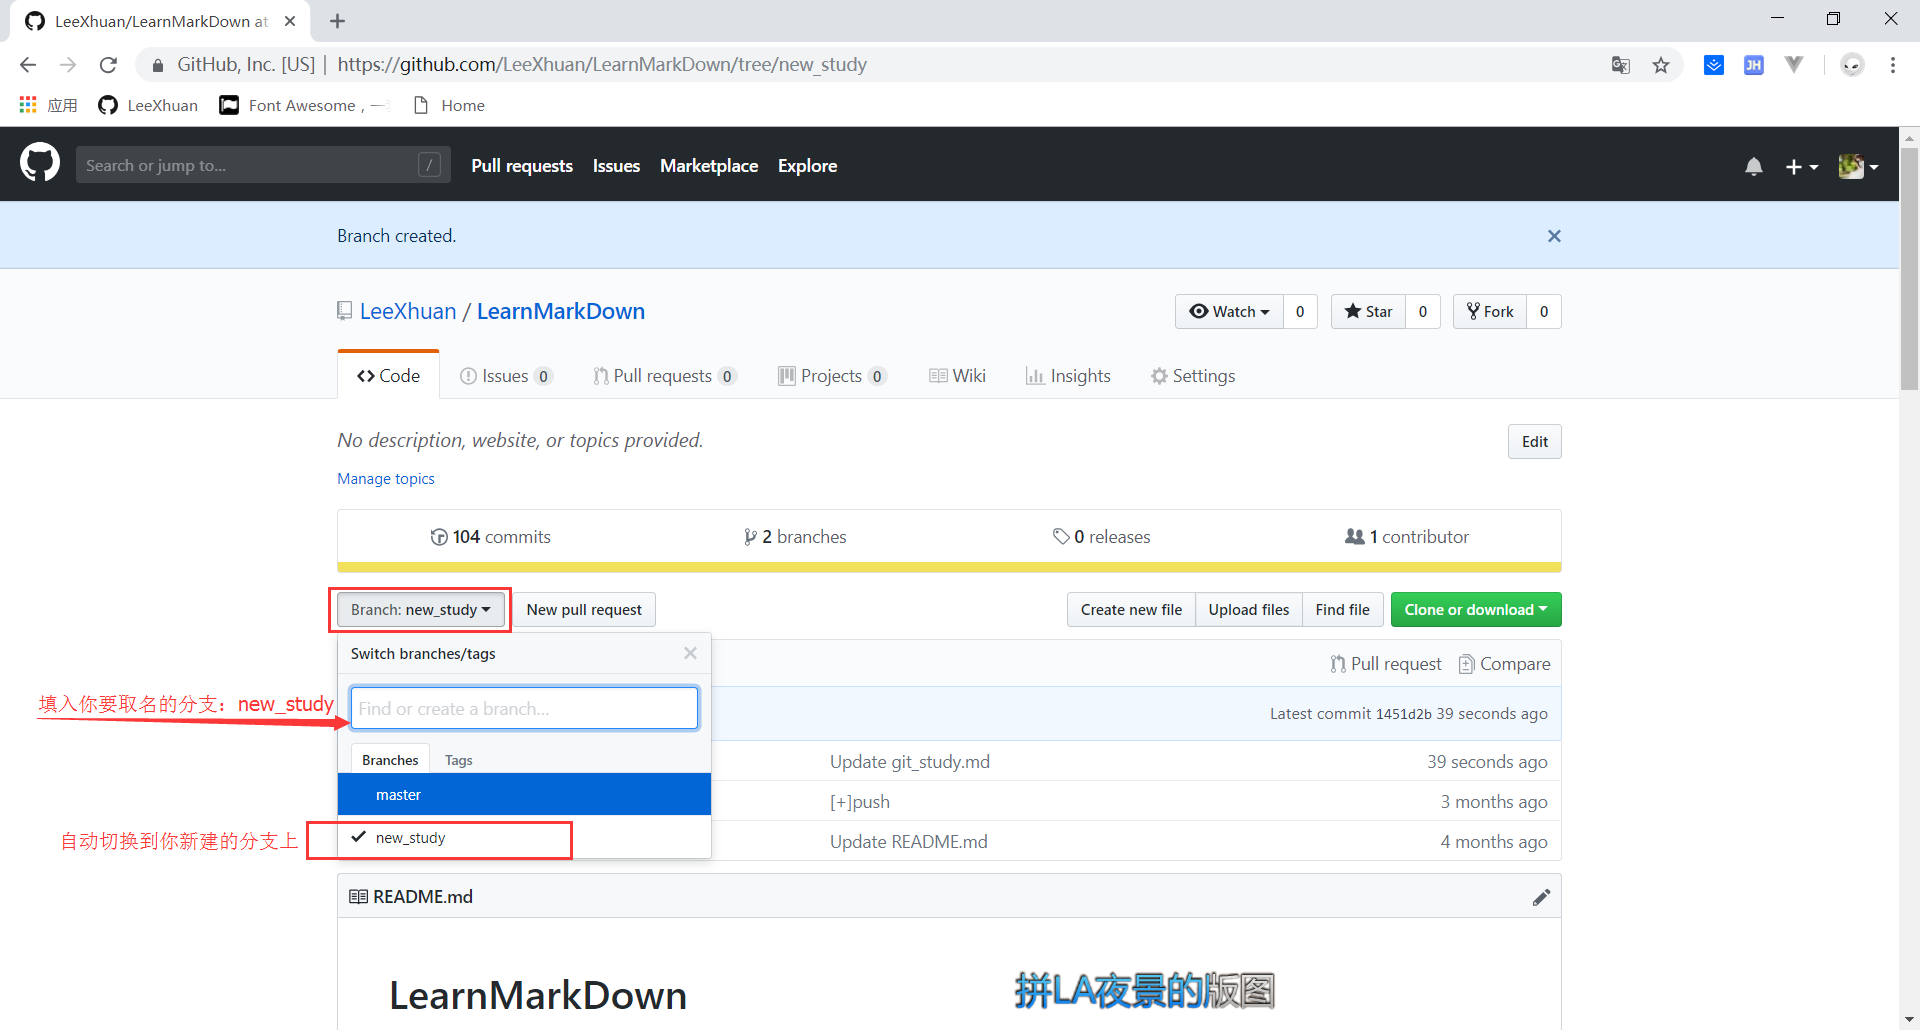 LeeXhuan/LearnMarkDown at
GitHub, Inc. [US] | https://github.com/LeeXhuan/LearnMarkDown/tree/new_study
JH
应用 LeeXhuan Font Awesome , 一 Home
Search or jump to... / Pull requests Issues Marketplace Explore
Branch created.
LeeXhuan / LearnMarkDown
Watch 0 Star 0 Fork 0
Code Issues 0 Pull requests 0 Projects 0 Wiki Insights Settings
No description, website, or topics provided.
Edit
Manage topics
104 commits 2 branches 0 releases 1 contributor
Branch: new_study New pull request Create new file Upload files Find file Clone or download
Switch branches/tags
Pull request Compare
填入你要取名的分支：new_study
Find or create a branch...
Latest commit 1451d2b 39 seconds ago
Branches Tags
Update git_study.md 39 seconds ago
master
[+]push 3 months ago
自动切换到你新建的分支上
new_study
Update README.md 4 months ago
README.md
LearnMarkDown
拼LA夜景的版图